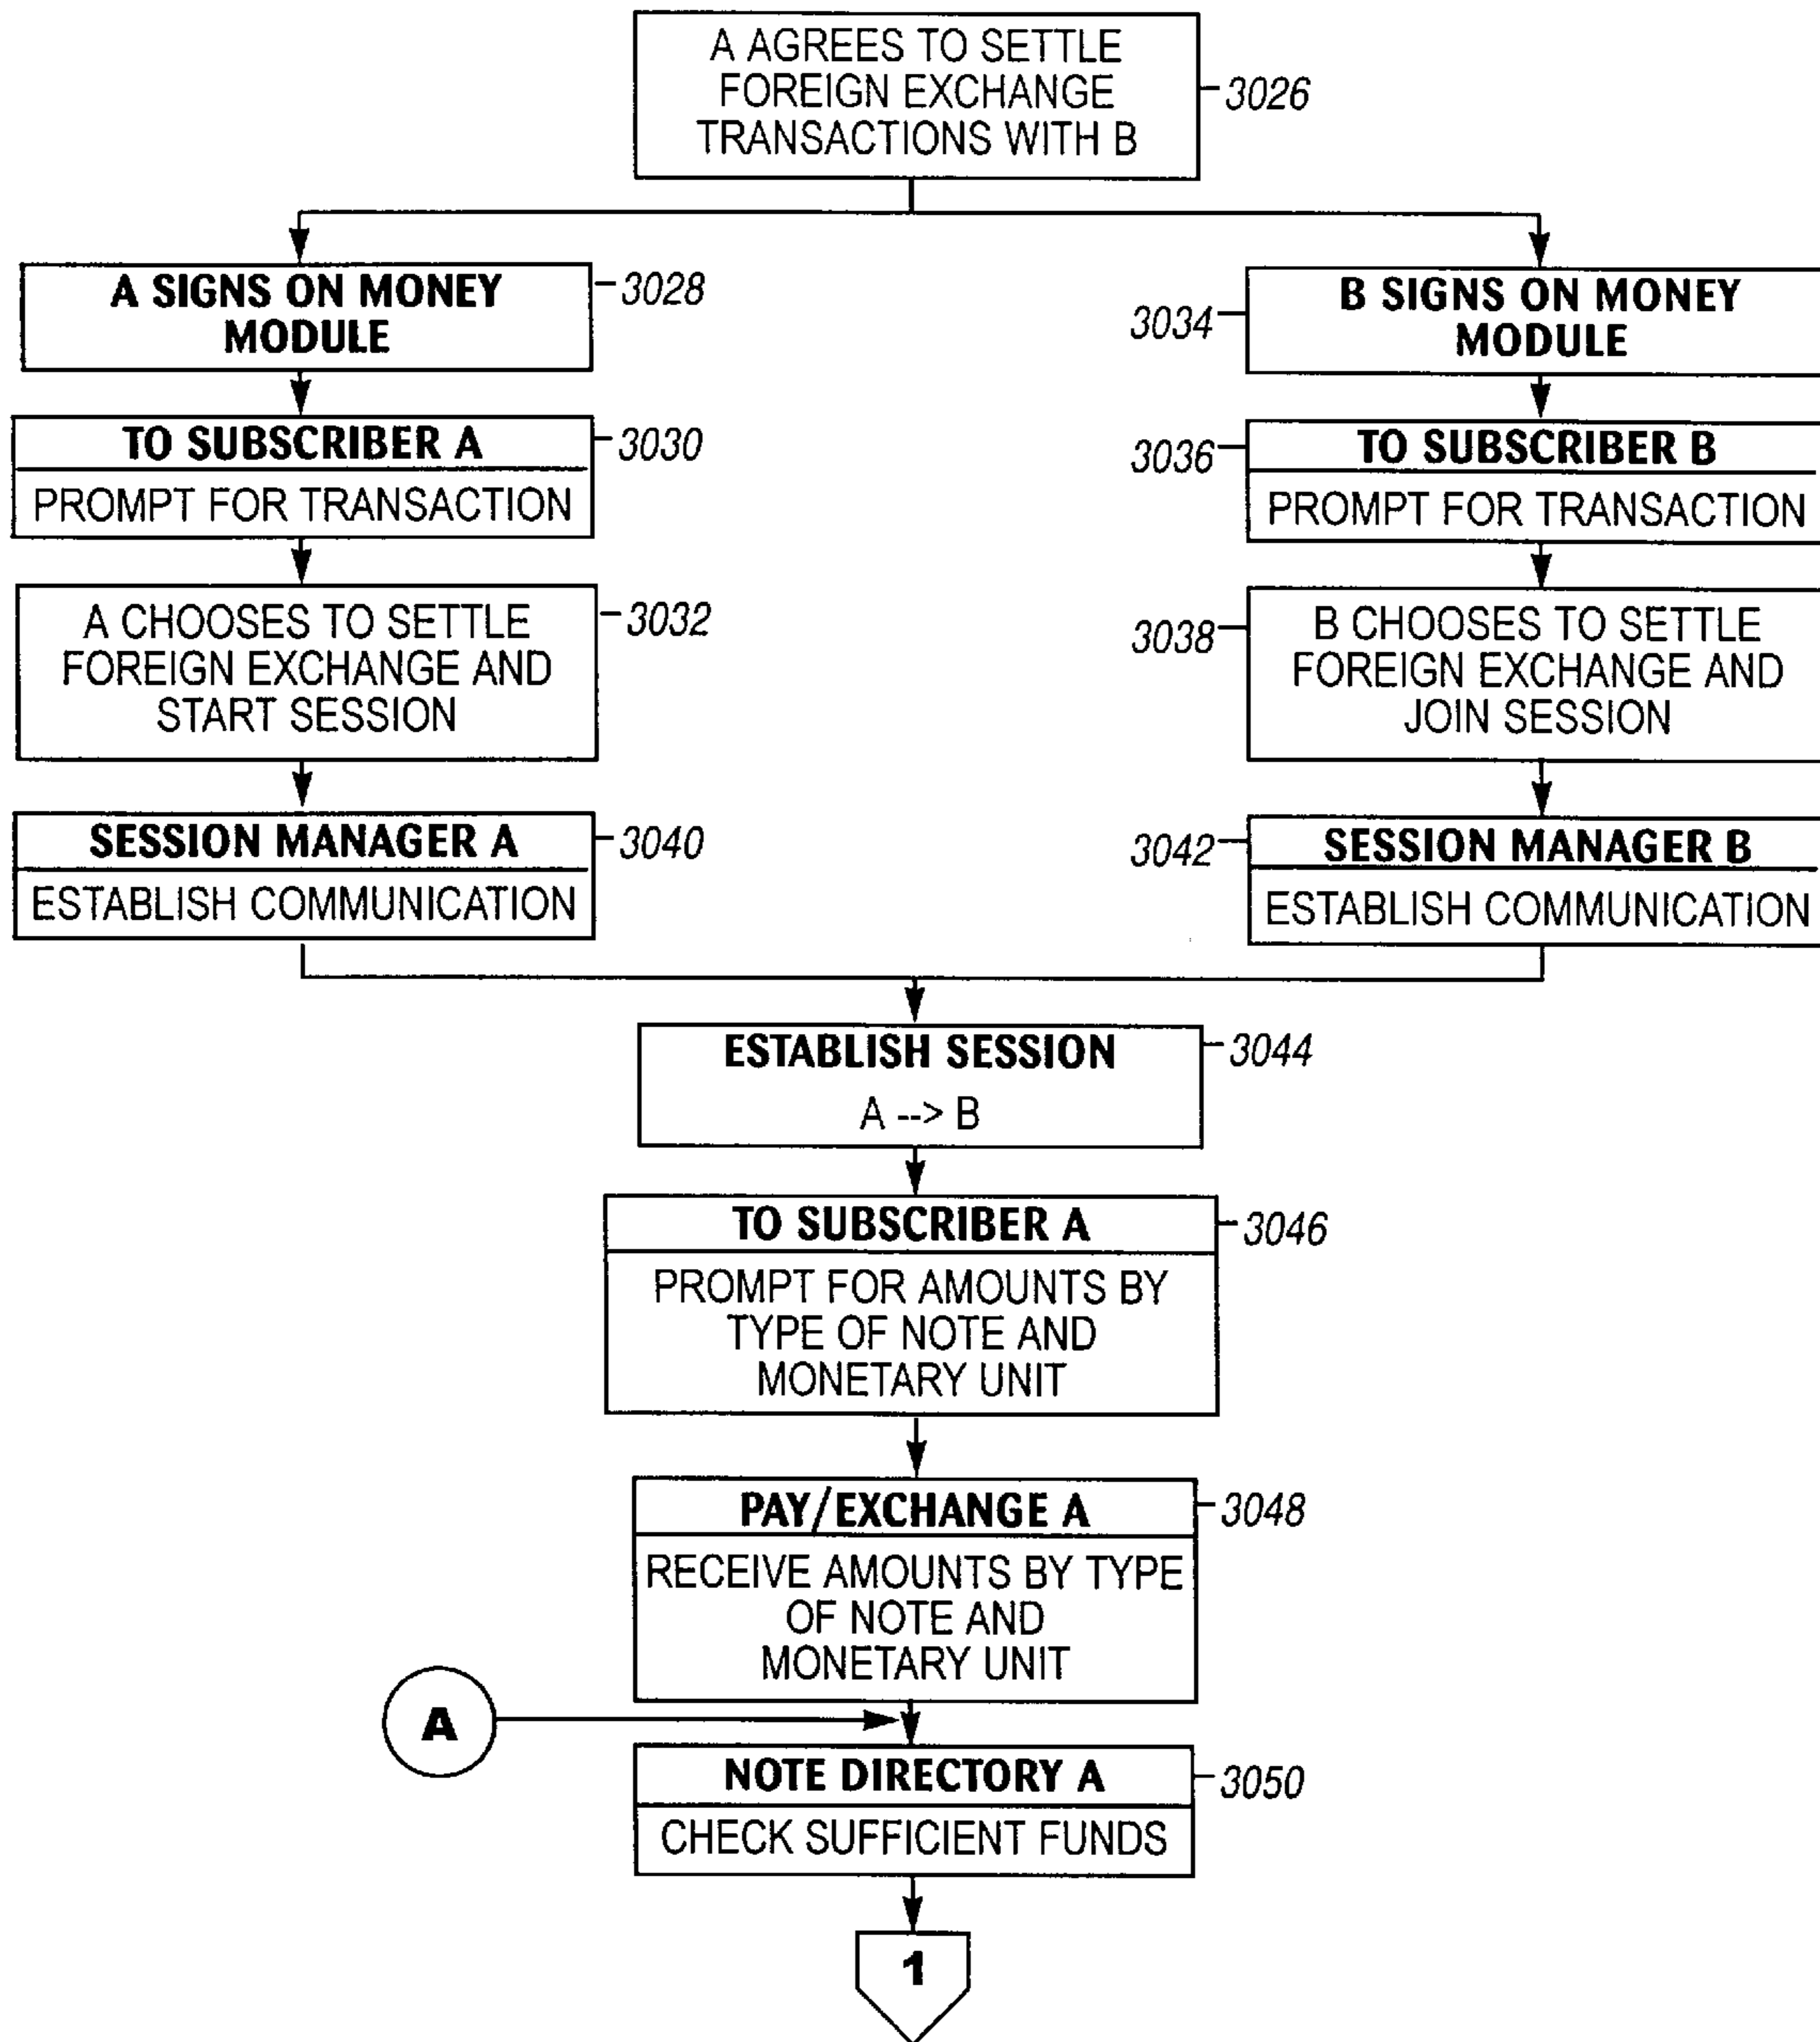 A AGREES TO SETTLE
FOREIGN EXCHANGE
TRANSACTIONS WITH B
3026
A SIGNS ON MONEY
MODULE
3028
TO SUBSCRIBER A
3030
PROMPT FOR TRANSACTION
A CHOOSES TO SETTLE
FOREIGN EXCHANGE AND
START SESSION
3032
SESSION MANAGER A
3040
ESTABLISH COMMUNICATION
3034
B SIGNS ON MONEY
MODULE
3036
TO SUBSCRIBER B
PROMPT FOR TRANSACTION
3038
B CHOOSES TO SETTLE
FOREIGN EXCHANGE AND
JOIN SESSION
3042
SESSION MANAGER B
ESTABLISH COMMUNICATION
ESTABLISH SESSION
3044
A --> B
TO SUBSCRIBER A
3046
PROMPT FOR AMOUNTS BY
TYPE OF NOTE AND
MONETARY UNIT
PAY/EXCHANGE A
3048
RECEIVE AMOUNTS BY TYPE
OF NOTE AND
MONETARY UNIT
A
NOTE DIRECTORY A
3050
CHECK SUFFICIENT FUNDS
1